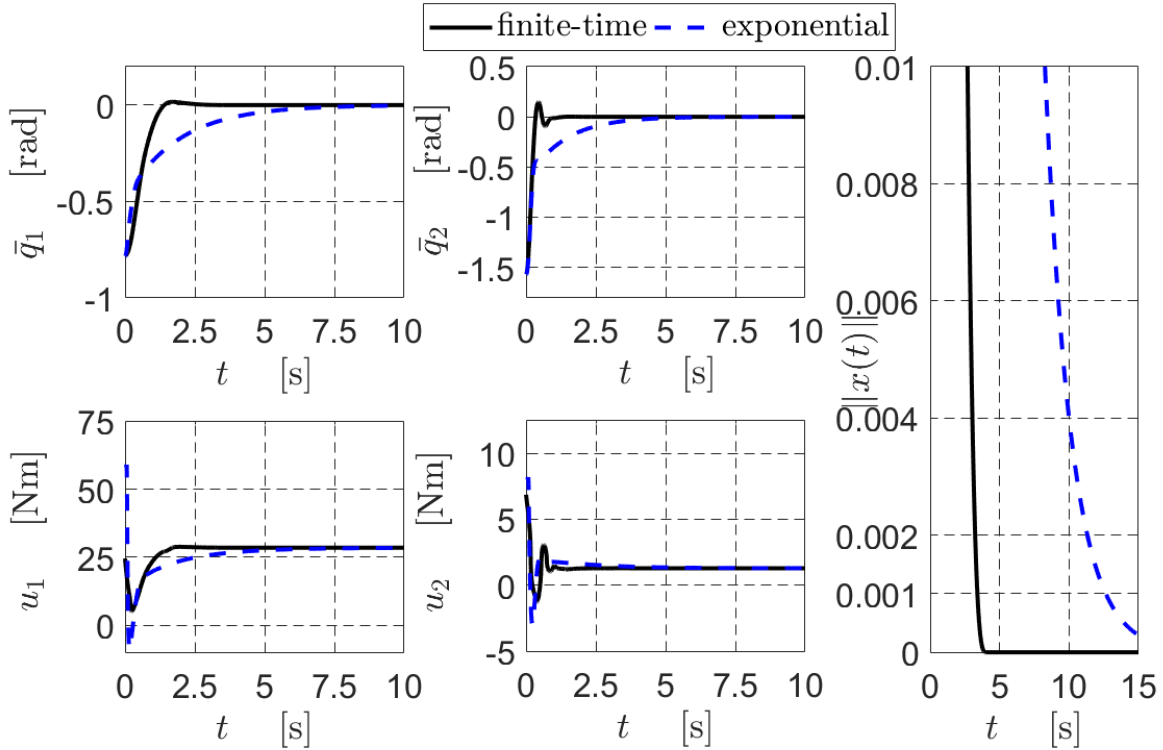 finite-time exponential
0
-0.5
-1
q̄₁ [rad]
0 2.5 5 7.5 10
t [s]
0.5
0
-0.5
-1
-1.5
q̄₂ [rad]
0 2.5 5 7.5 10
t [s]
75
50
25
0
u₁ [Nm]
0 2.5 5 7.5 10
t [s]
10
5
0
-5
u₂ [Nm]
0 2.5 5 7.5 10
t [s]
0.01
0.008
0.006
0.004
0.002
0.001
0
||x(t)||
0 5 10 15
t [s]